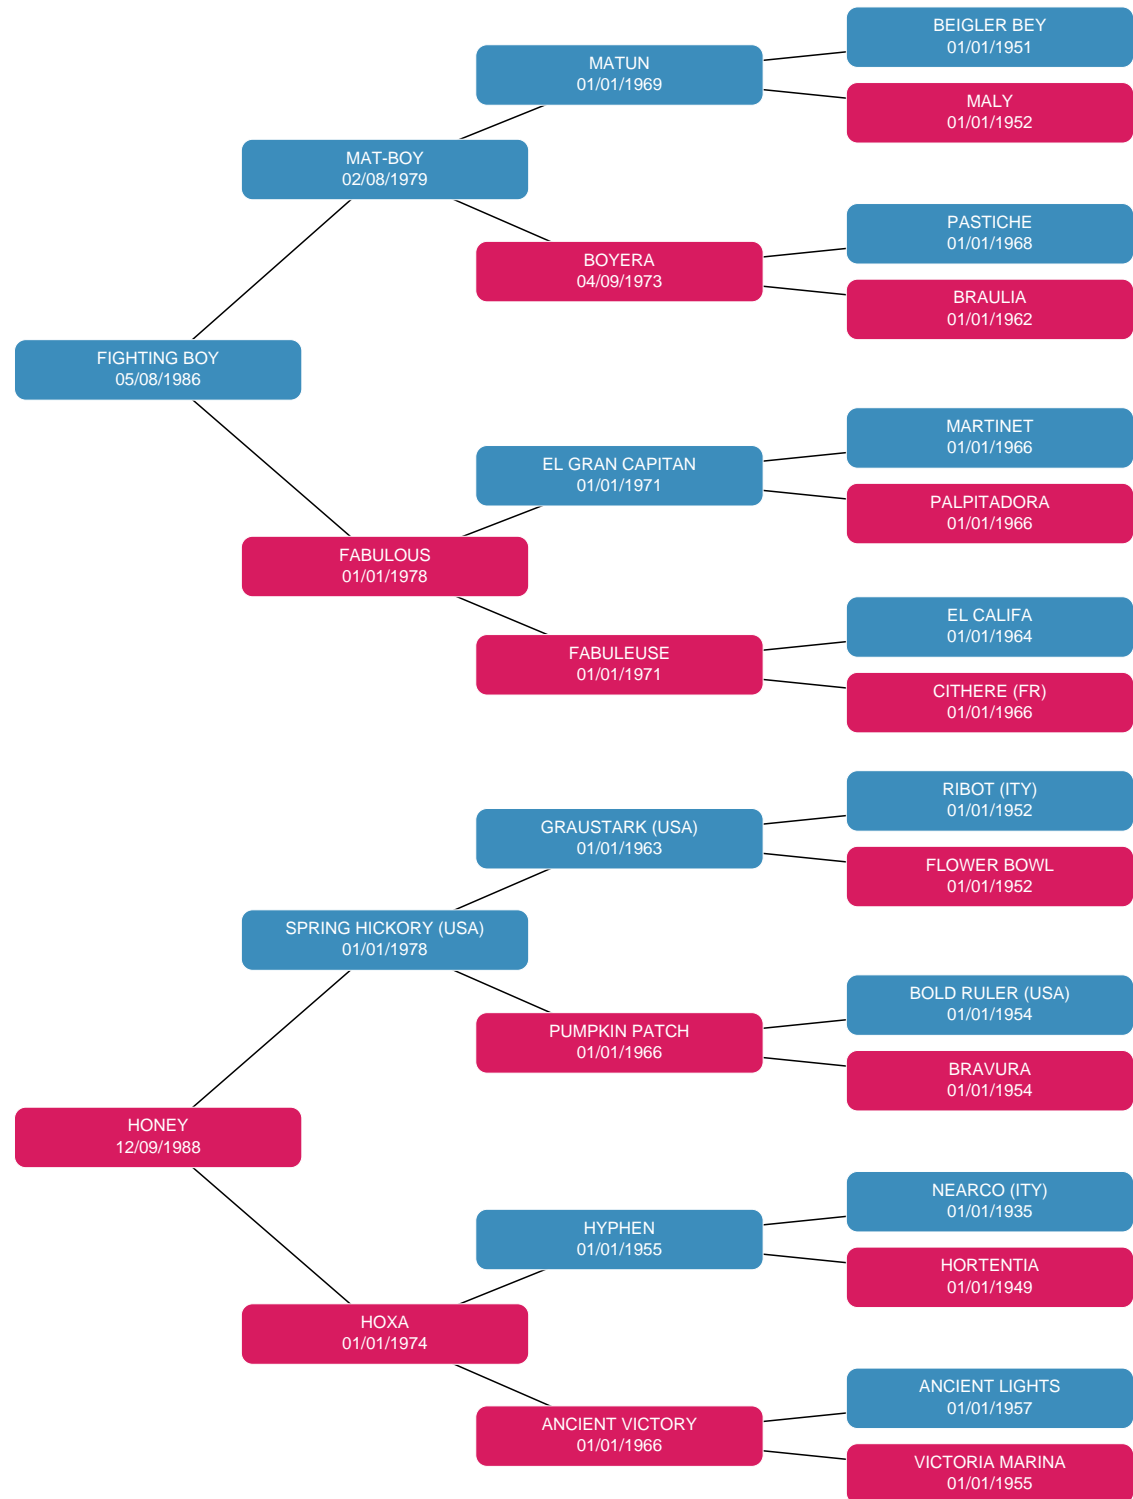 BEIGLER BEY
01/01/1951
MATUN
01/01/1969
MALY
01/01/1952
MAT-BOY
02/08/1979
PASTICHE
01/01/1968
BOYERA
04/09/1973
BRAULIA
01/01/1962
FIGHTING BOY
05/08/1986
MARTINET
01/01/1966
EL GRAN CAPITAN
01/01/1971
PALPITADORA
01/01/1966
FABULOUS
01/01/1978
EL CALIFA
01/01/1964
FABULEUSE
01/01/1971
CITHERE (FR)
01/01/1966
RIBOT (ITY)
01/01/1952
GRAUSTARK (USA)
01/01/1963
FLOWER BOWL
01/01/1952
SPRING HICKORY (USA)
01/01/1978
BOLD RULER (USA)
01/01/1954
PUMPKIN PATCH
01/01/1966
BRAVURA
01/01/1954
HONEY
12/09/1988
NEARCO (ITY)
01/01/1935
HYPHEN
01/01/1955
HORTENTIA
01/01/1949
HOXA
01/01/1974
ANCIENT LIGHTS
01/01/1957
ANCIENT VICTORY
01/01/1966
VICTORIA MARINA
01/01/1955